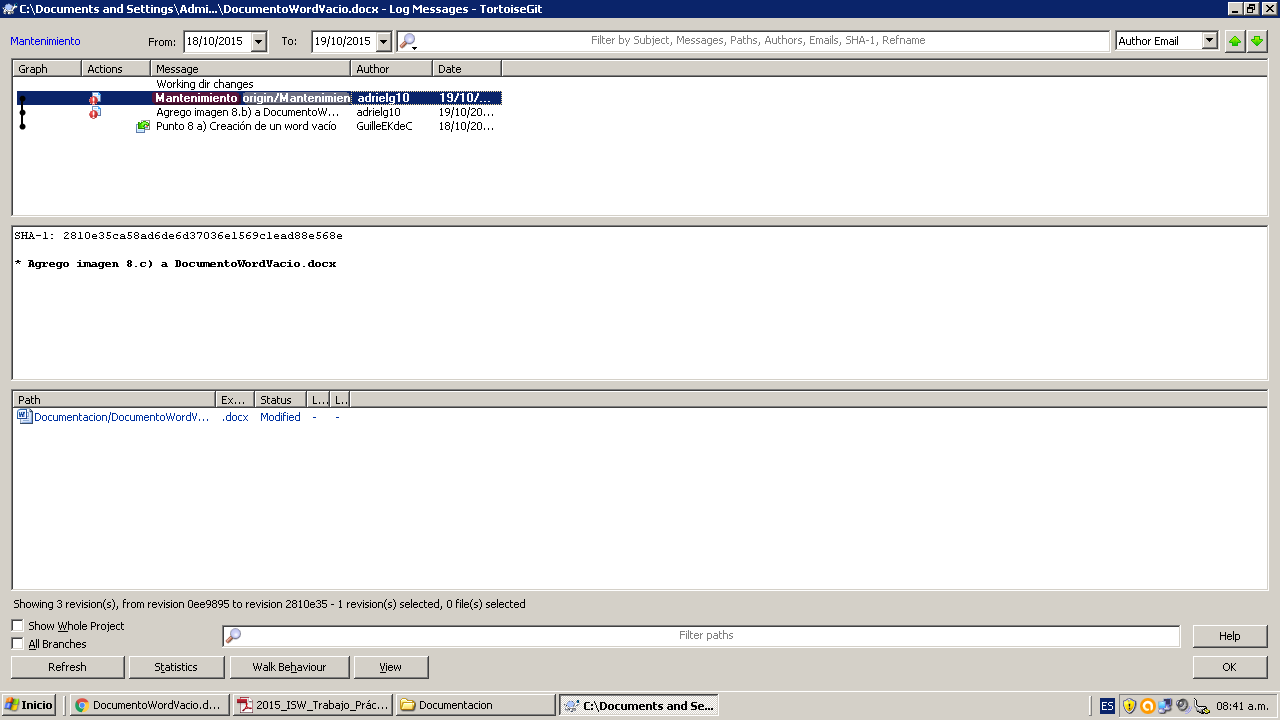 C:\Documents and Settings\Admi...\DocumentoWordVacio.docx - Log Messages - TortoiseGit
Mantenimiento From: 18/10/2015 To: 19/10/2015 Filter by Subject, Messages, Paths, Authors, Emails, SHA-1, Refname Author Email
Graph Actions Message Author Date
Working dir changes
Mantenimiento origin/Mantenimien adrielg10 19/10/...
Agrego imagen 8.b) a DocumentoW... adrielg10 19/10/20...
Punto 8 a) Creación de un word vacío GuilleEKdeC 18/10/20...
SHA-1: 2810e35ca58ad6de6d37036e1569c1ead88e568e
* Agrego imagen 8.c) a DocumentoWordVacio.docx
Path Ex... Status L... L..
Documentacion/DocumentoWordV... .docx Modified - -
Showing 3 revision(s), from revision 0ee9895 to revision 2810e35 - 1 revision(s) selected, 0 file(s) selected
Show Whole Project
All Branches
Filter paths
Help
Refresh Statistics Walk Behaviour View OK
Inicio DocumentoWordVacio.d... 2015_ISW_Trabajo_Prác... Documentacion C:\Documents and Se... ES 08:41 a.m.